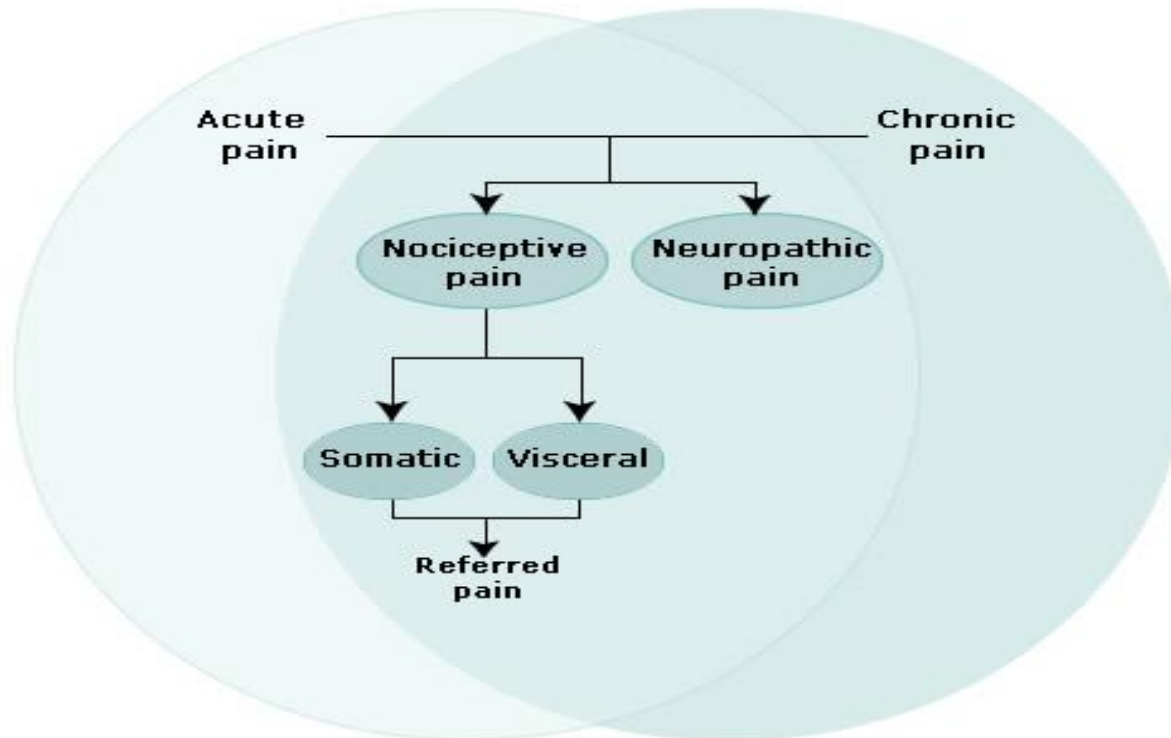 Acute
pain
Chronic
pain
Nociceptive
pain
Neuropathic
pain
Somatic
Visceral
Referred
pain